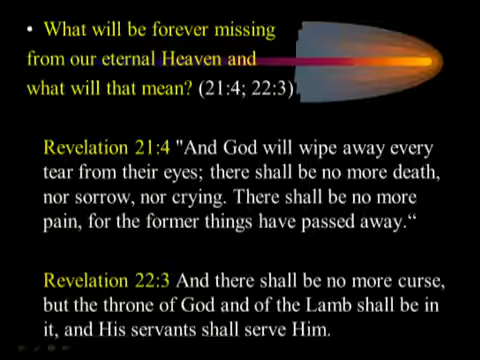 • What will be forever missing
from our eternal Heaven and
what will that mean? (21:4; 22:3)
Revelation 21:4 "And God will wipe away every
tear from their eyes; there shall be no more death,
nor sorrow, nor crying. There shall be no more
pain, for the former things have passed away.“
Revelation 22:3 And there shall be no more curse,
but the throne of God and of the Lamb shall be in
it, and His servants shall serve Him.